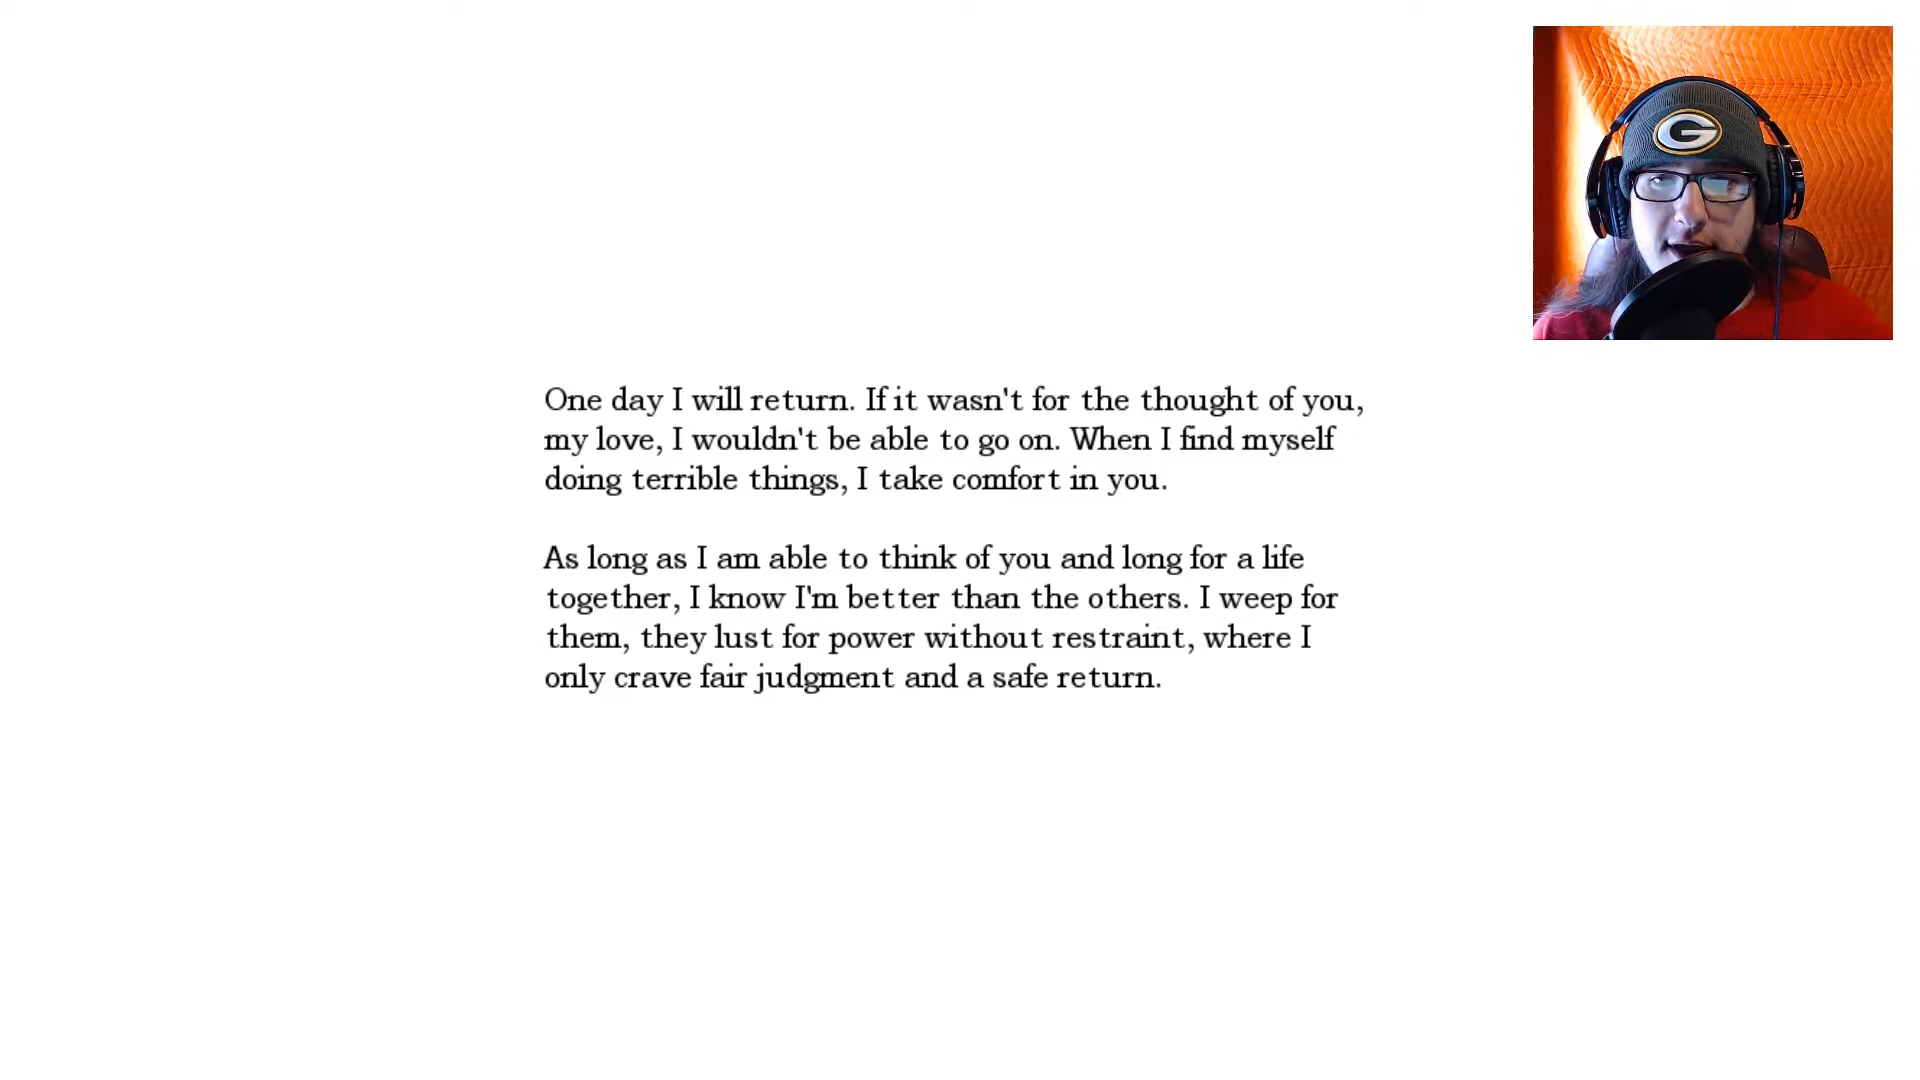 G
One day I will return. If it wasn't for the thought of you,
my love, I wouldn't be able to go on. When I find myself
doing terrible things, I take comfort in you.
As long as I am able to think of you and long for a life
together, I know I'm better than the others. I weep for
them, they lust for power without restraint, where I
only crave fair judgment and a safe return.